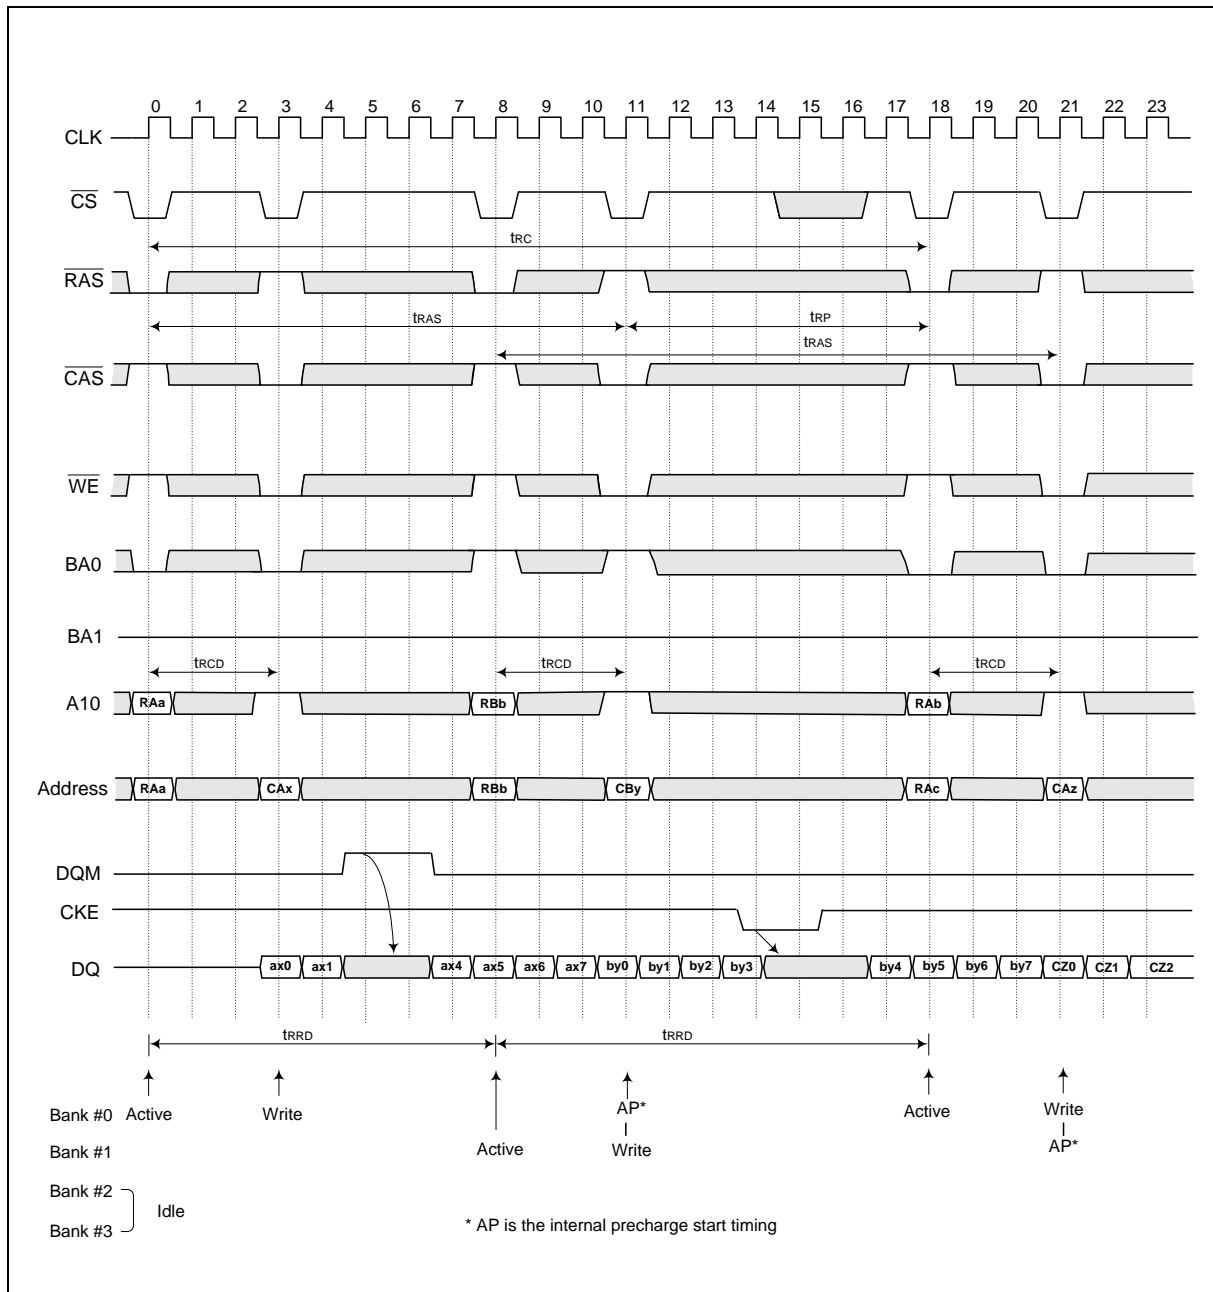 0 1 2 3 4 5 6 7 8 9 10 11 12 13 14 15 16 17 18 19 20 21 22 23
CLK
CS
tRC
RAS
tRAS tRP
tRAS
CAS
WE
BA0
BA1
tRCD tRCD tRCD
A10 RAa RBb RAb
Address RAa CAx RBb CBy RAc CAz
DQM
CKE
DQ ax0 ax1 ax4 ax5 ax6 ax7 by0 by1 by2 by3 by4 by5 by6 by7 CZ0 CZ1 CZ2
tRRD tRRD
Bank #0 Active Write AP* Active Write
Bank #1 Active Write AP*
Bank #2
Idle
Bank #3
* AP is the internal precharge start timing